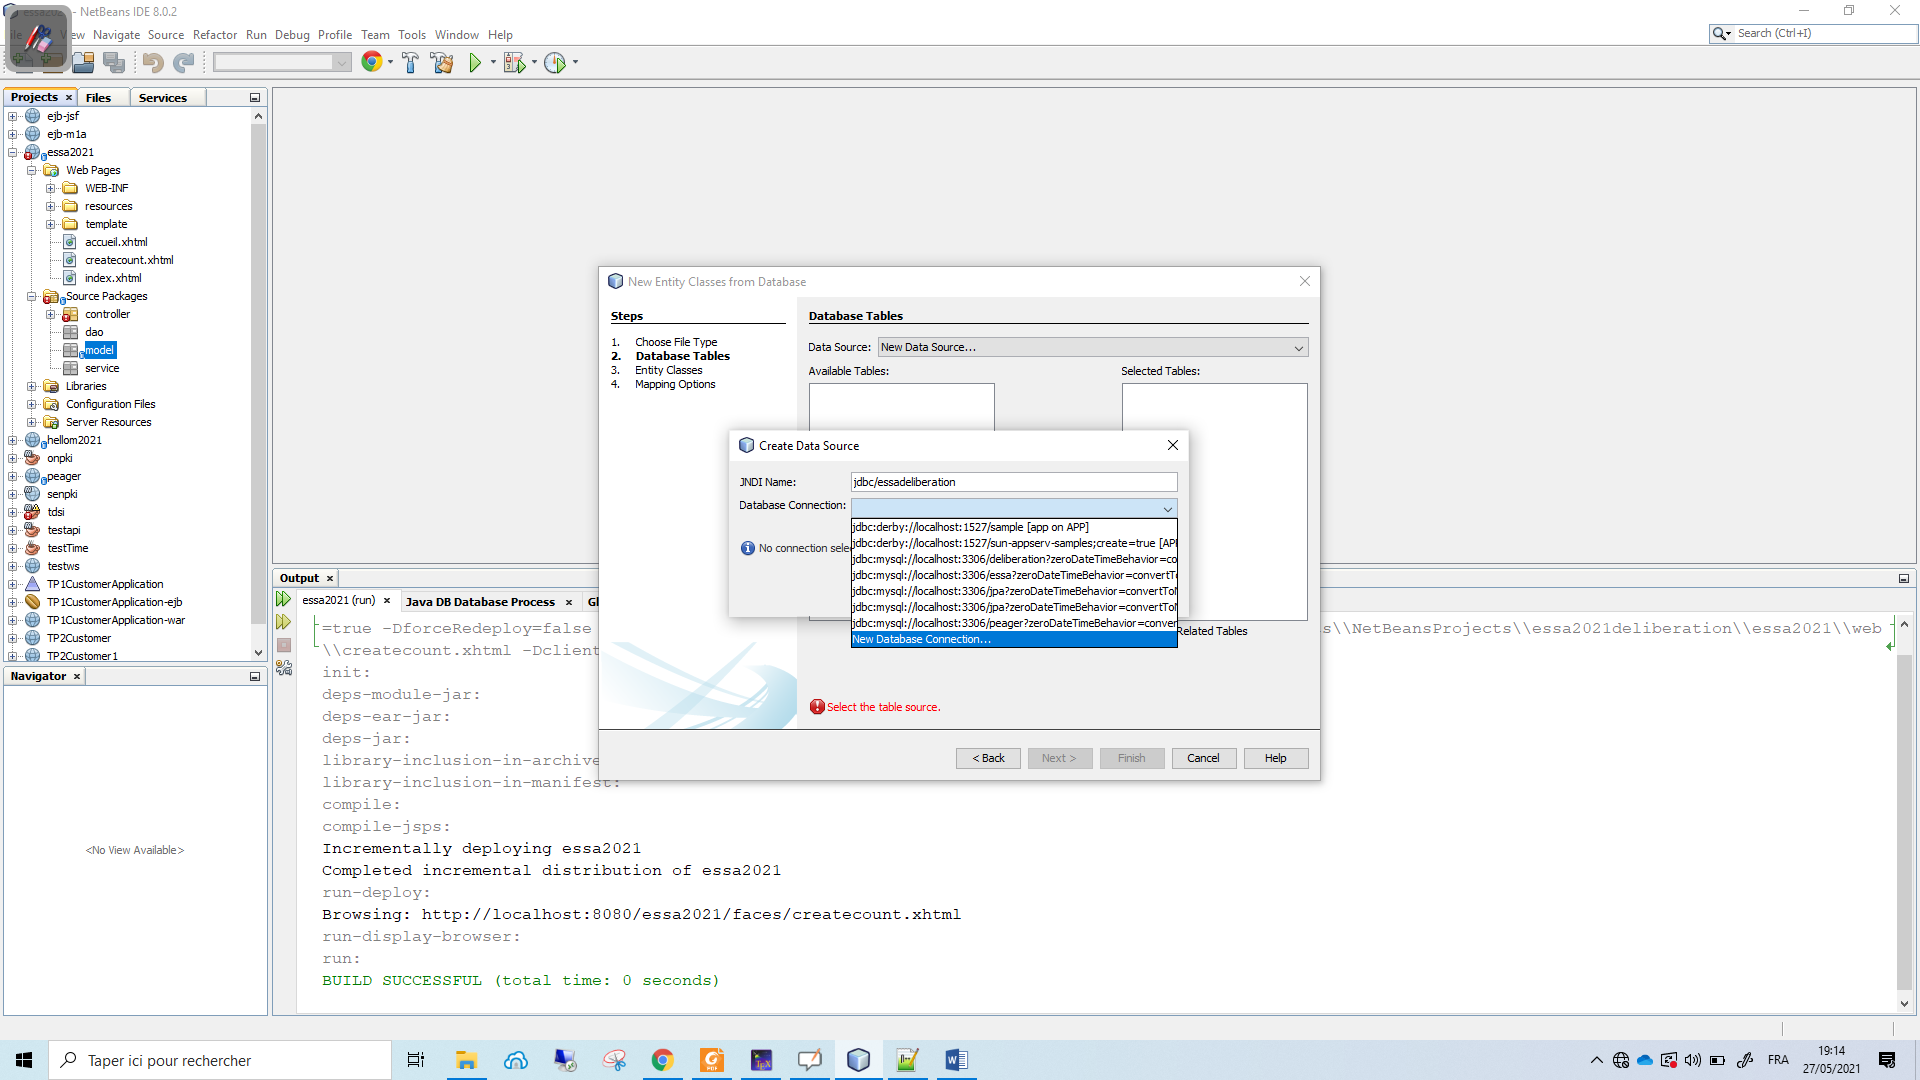 - NetBeans IDE 8.0.2
Navigate Source Refactor Run Debug Profile Team Tools Window Help
Search (Ctrl+I)
Projects × Files Services
ejb-jsf
ejb-m1a
essa2021
Web Pages
WEB-INF
resources
template
accueil.xhtml
createcount.xhtml
index.xhtml
Source Packages
controller
dao
model
service
Libraries
Configuration Files
Server Resources
hellom2021
onpki
peager
senpki
tdsi
testapi
testTime
testws
TP1CustomerApplication
TP1CustomerApplication-ejb
TP1CustomerApplication-war
TP2Customer
TP2Customer1
Navigator ×
<No View Available>
New Entity Classes from Database
Steps
1. Choose File Type
2. Database Tables
3. Entity Classes
4. Mapping Options
Database Tables
Data Source: New Data Source...
Available Tables: Selected Tables:
Create Data Source
JNDI Name: jdbc/essadeliberation
Database Connection:
No connection sele
jdbc:derby://localhost:1527/sample [app on APP]
jdbc:derby://localhost:1527/sun-appserv-samples;create=true [AP
jdbc:mysql://localhost:3306/deliberation?zeroDateTimeBehavior=co
jdbc:mysql://localhost:3306/essa?zeroDateTimeBehavior=convertT
jdbc:mysql://localhost:3306/jpa?zeroDateTimeBehavior=convertToN
jdbc:mysql://localhost:3306/jpa?zeroDateTimeBehavior=convertToN
jdbc:mysql://localhost:3306/peager?zeroDateTimeBehavior=conver
New Database Connection...
Related Tables
Select the table source.
< Back Next > Finish Cancel Help
Output ×
essa2021 (run) × Java DB Database Process × Gl
=true -DforceRedeploy=false s\\NetBeansProjects\\essa2021deliberation\\essa2021\\web
\\createcount.xhtml -Dclient
init:
deps-module-jar:
deps-ear-jar:
deps-jar:
library-inclusion-in-archive
library-inclusion-in-manifest:
compile:
compile-jsps:
Incrementally deploying essa2021
Completed incremental distribution of essa2021
run-deploy:
Browsing: http://localhost:8080/essa2021/faces/createcount.xhtml
run-display-browser:
run:
BUILD SUCCESSFUL (total time: 0 seconds)
Taper ici pour rechercher
FRA
19:14
27/05/2021